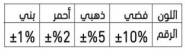 اللون فضي ذهبي أحمر بني
الرقم ±10% ±5% ±2% ±1%